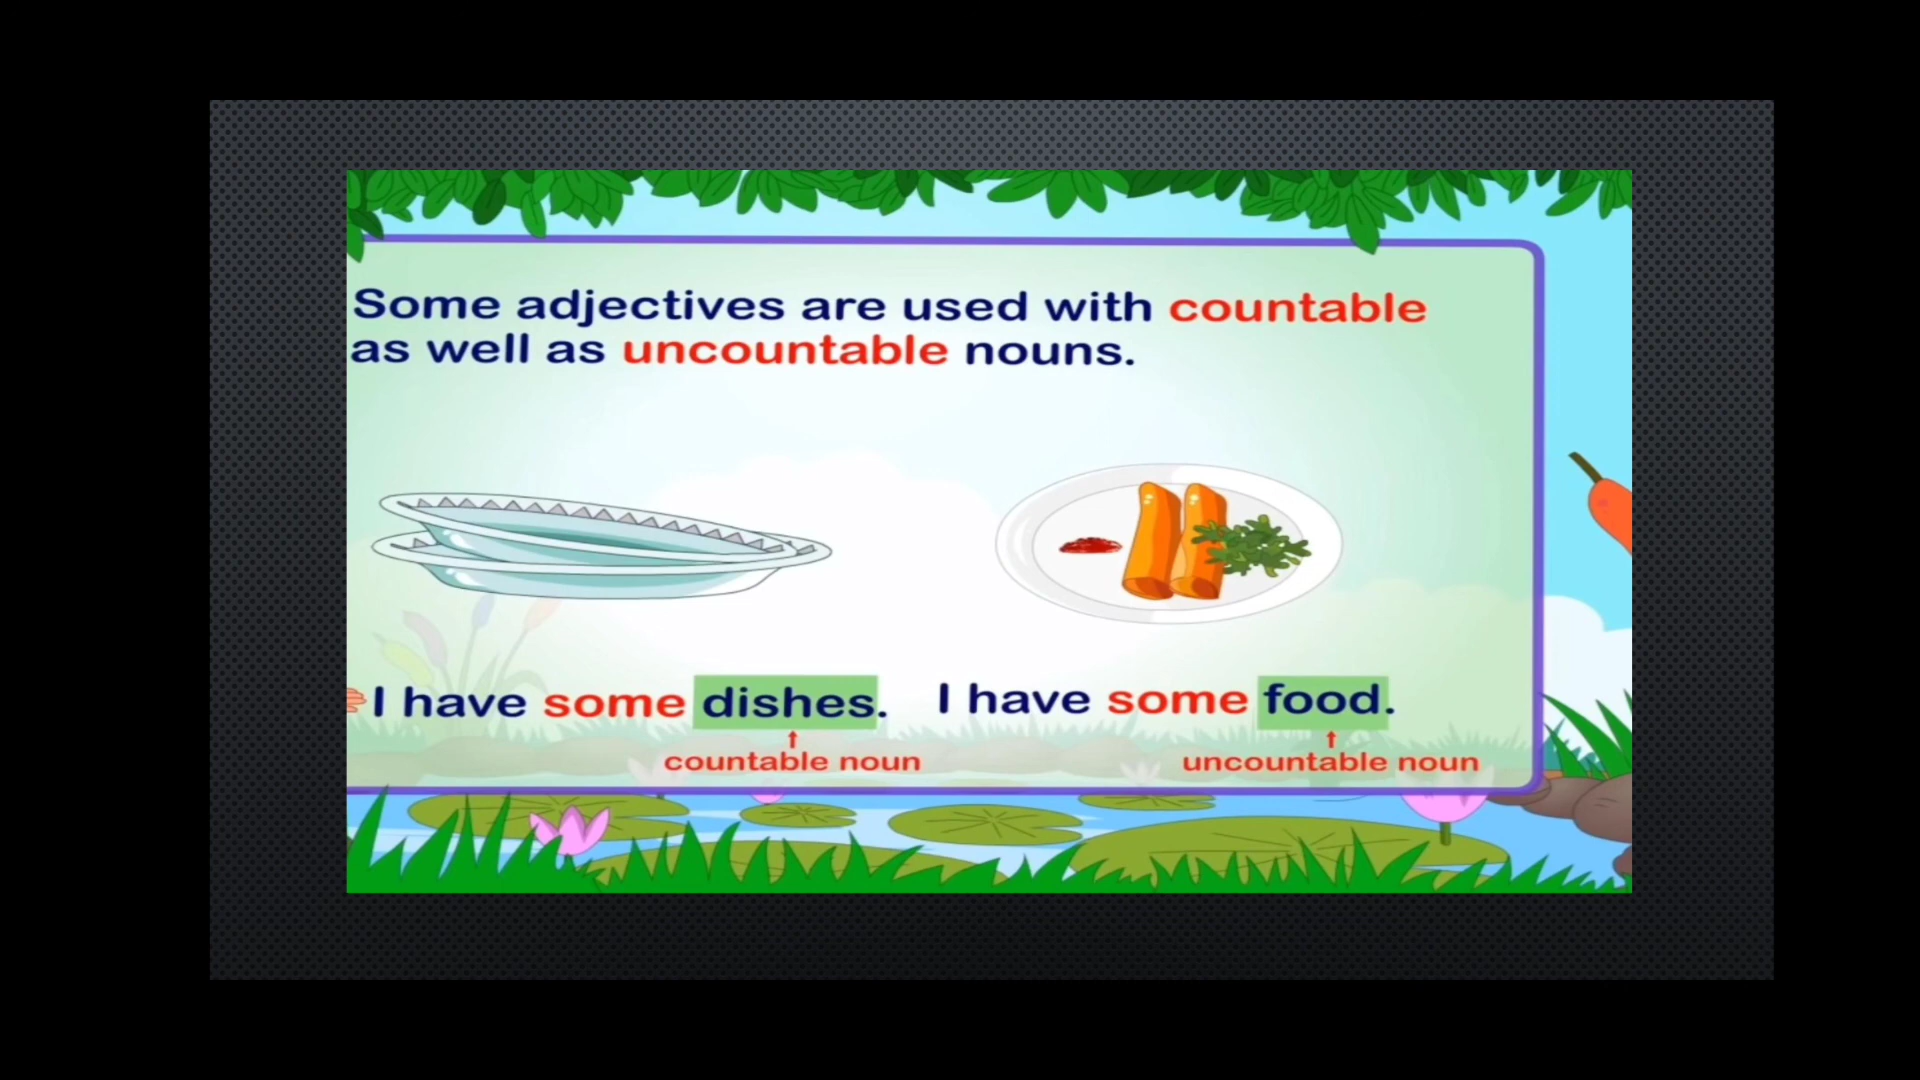 Some adjectives are used with countable
as well as uncountable nouns.
I have some dishes.
countable noun
I have some food.
uncountable noun